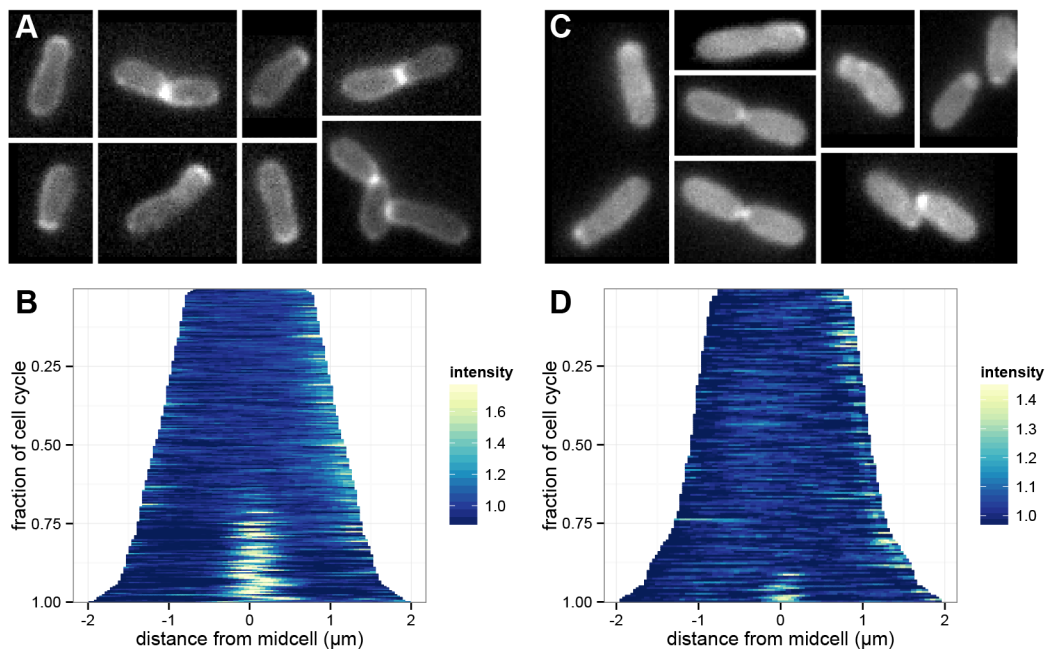 A
C
B
fraction of cell cycle
0.25
0.50
0.75
1.00
-2
-1
0
1
2
distance from midcell (µm)
intensity
1.6
1.4
1.2
1.0
D
fraction of cell cycle
0.25
0.50
0.75
1.00
-2
-1
0
1
2
distance from midcell (µm)
intensity
1.4
1.3
1.2
1.1
1.0